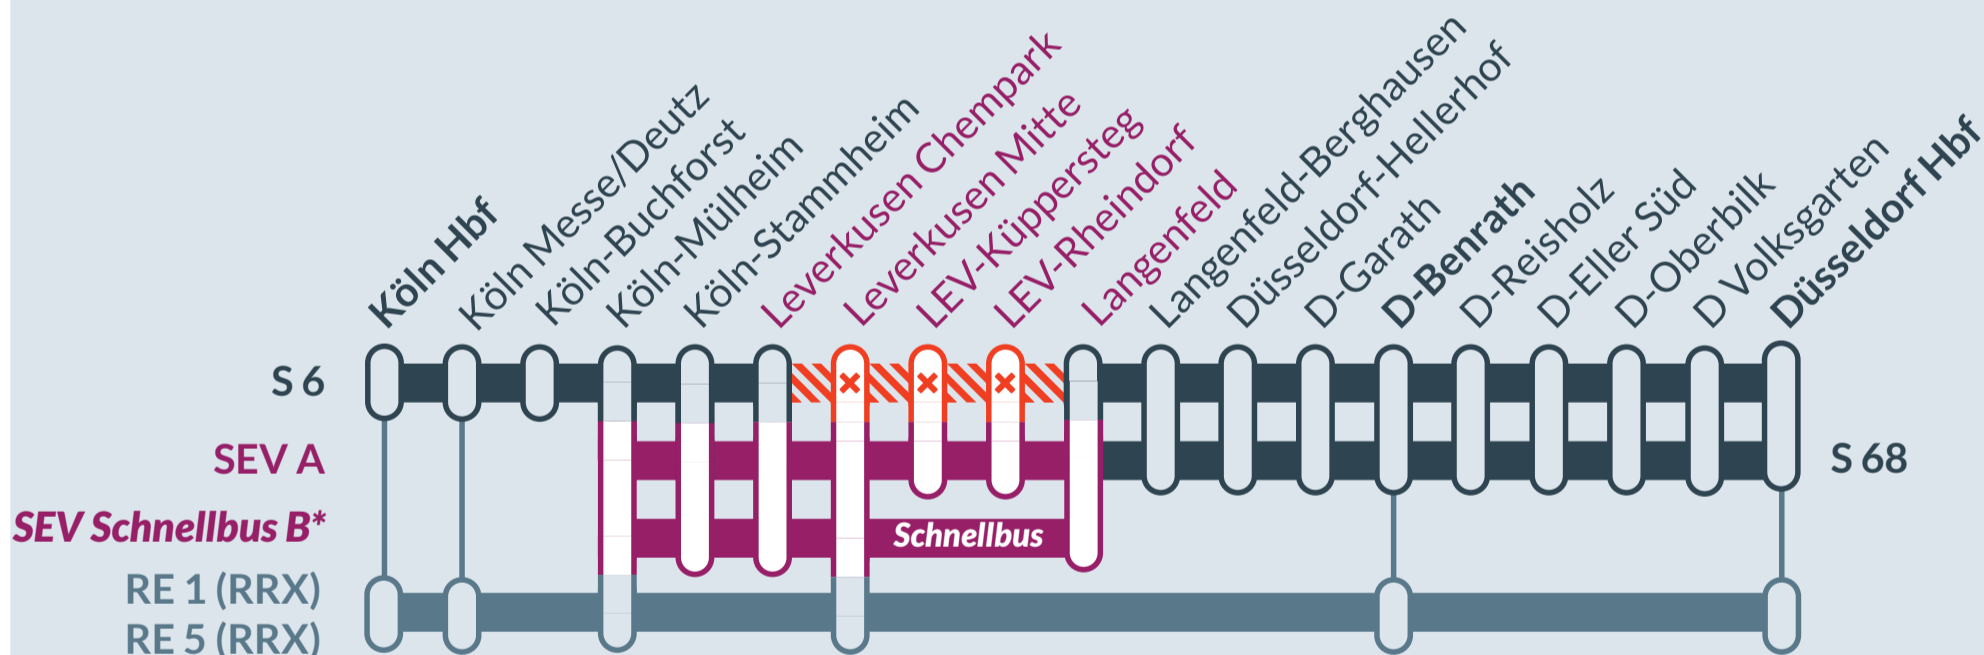 Köln Hbf
Köln Messe/Deutz
Köln-Buchforst
Köln-Mülheim
Köln-Stammheim
Leverkusen Chempark
Leverkusen Mitte
LEV-Küppersteg
LEV-Rheindorf
Langenfeld
Langenfeld-Berghausen
Düsseldorf-Hellerhof
D-Garath
D-Benrath
D-Reisholz
D-Eller Süd
D-Oberbilk
D Volksgarten
Düsseldorf Hbf
S 6
SEV A
S 68
SEV Schnellbus B*
Schnellbus
RE 1 (RRX)
RE 5 (RRX)